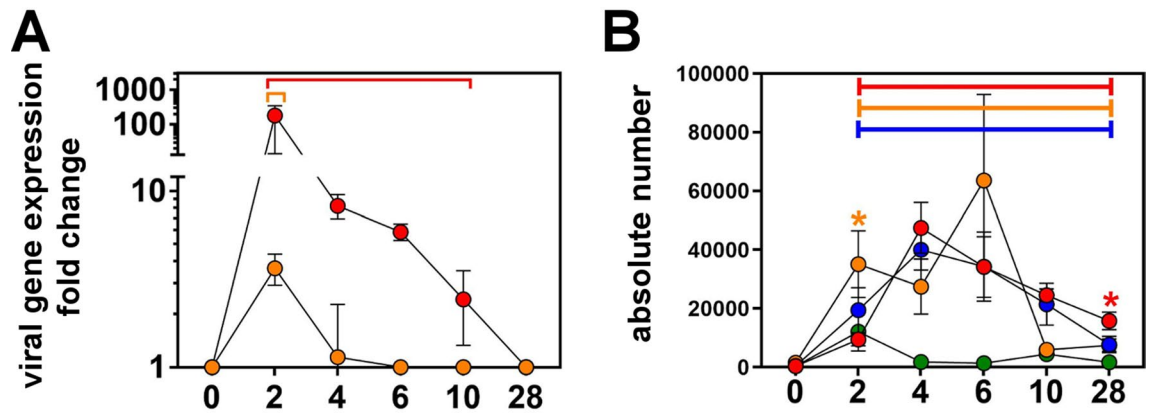 A
viral gene expression
fold change
1000
100
10
1
0 2 4 6 10 28
B
absolute number
100000
80000
60000
40000
20000
0
*
*
0 2 4 6 10 28